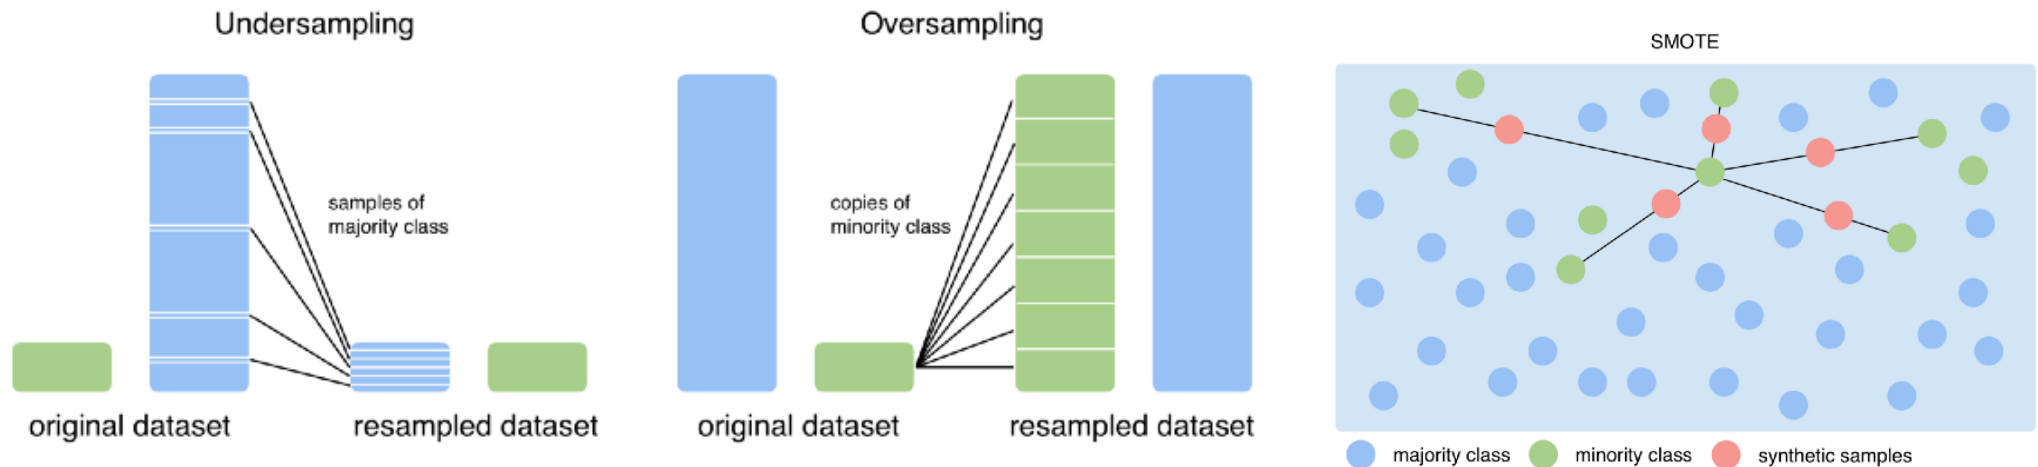 Undersampling
samples of
majority class
original dataset
resampled dataset
Oversampling
copies of
minority class
original dataset
resampled dataset
SMOTE
majority class
minority class
synthetic samples